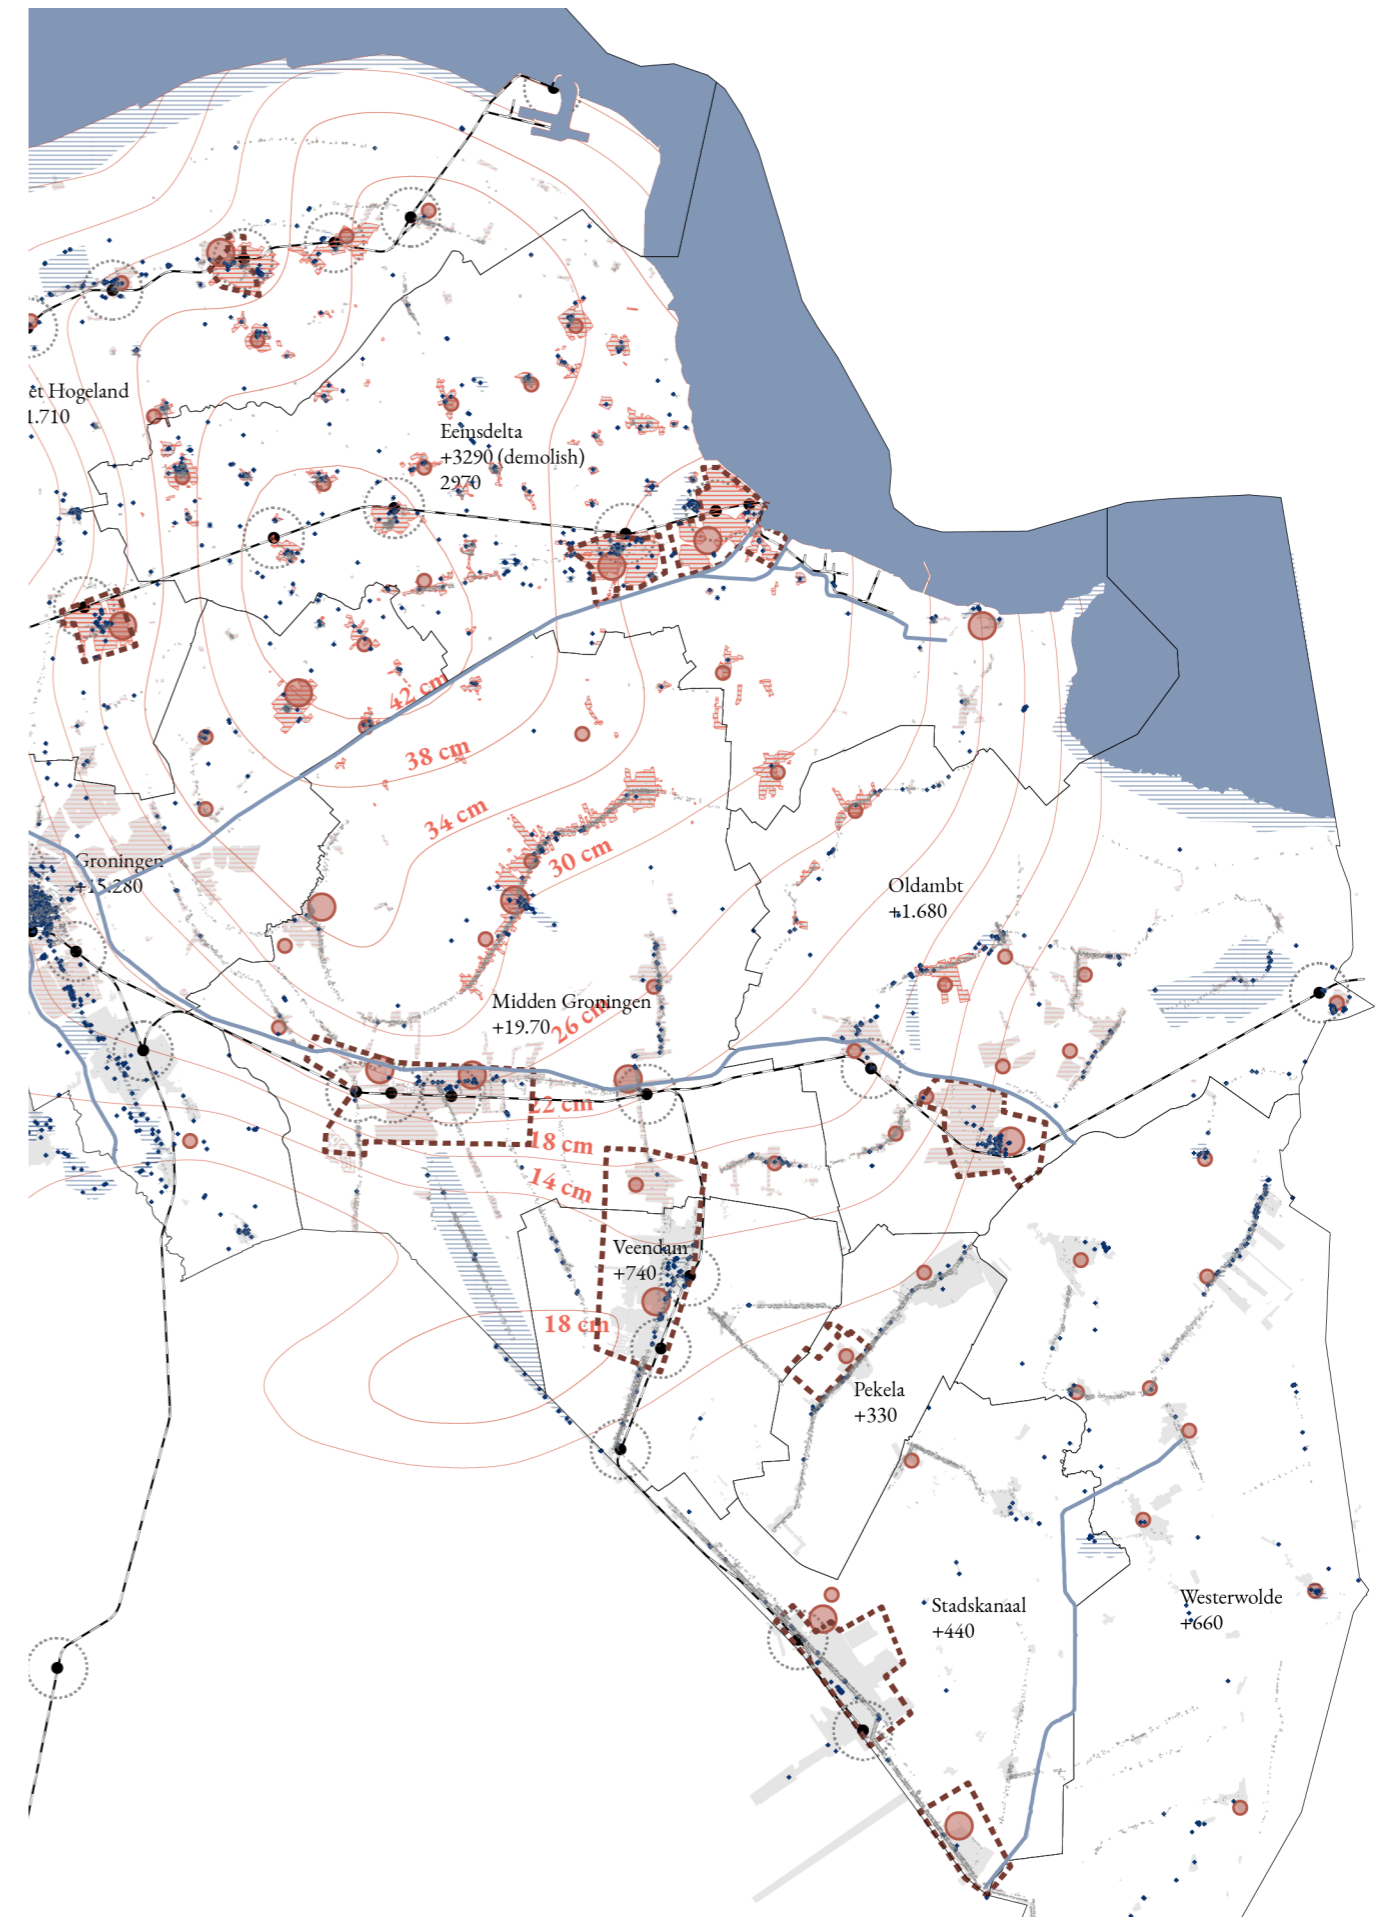 et Hogeland
1.710
Eemsdelta
+3290 (demolish)
2970
42 cm
38 cm
34 cm
30 cm
Groningen
+15.280
Oldambt
+1.680
Midden Groningen
+19.70
26 cm
22 cm
18 cm
14 cm
Veendam
+740
18 cm
Pekela
+330
Stadskanaal
+440
Westerwolde
+660